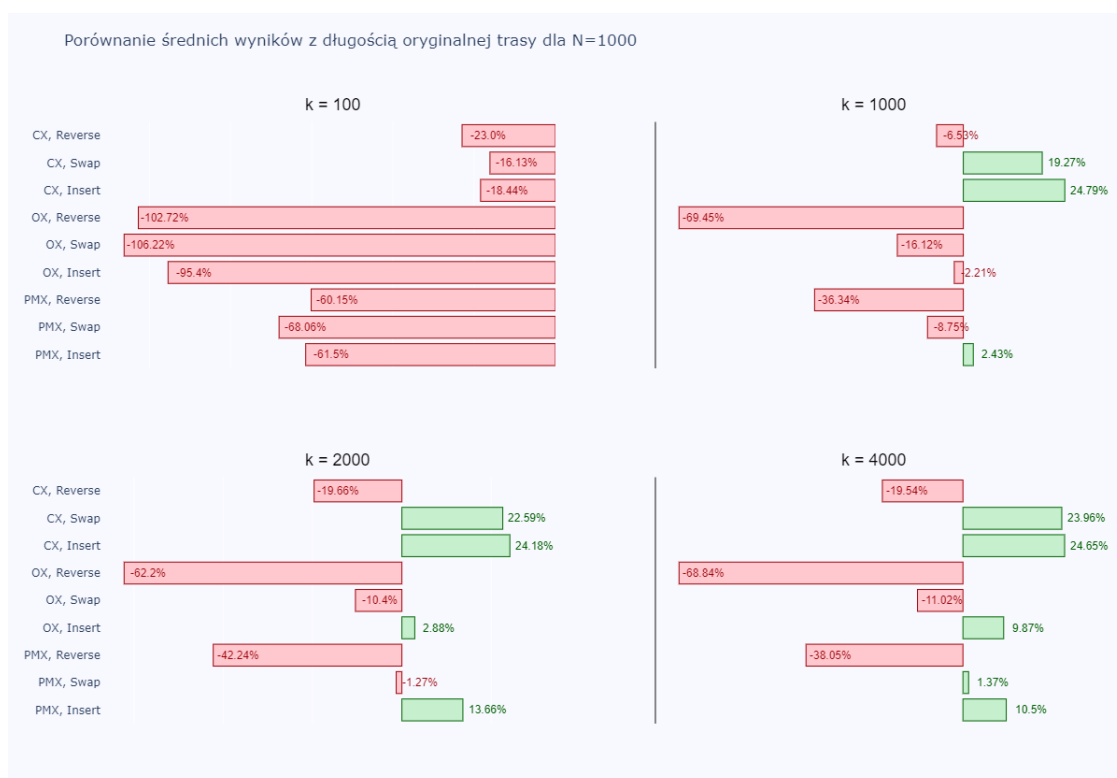 Porównanie średnich wyników z długością oryginalnej trasy dla N=1000
k = 100
CX, Reverse -23.0%
CX, Swap -16.13%
CX, Insert -18.44%
OX, Reverse -102.72%
OX, Swap -106.22%
OX, Insert -95.4%
PMX, Reverse -60.15%
PMX, Swap -68.06%
PMX, Insert -61.5%
k = 1000
-6.53%
19.27%
24.79%
-69.45%
-16.12%
-2.21%
-36.34%
-8.75%
2.43%
k = 2000
CX, Reverse -19.66%
CX, Swap 22.59%
CX, Insert 24.18%
OX, Reverse -62.2%
OX, Swap -10.4%
OX, Insert 2.88%
PMX, Reverse -42.24%
PMX, Swap -1.27%
PMX, Insert 13.66%
k = 4000
-19.54%
23.96%
24.65%
-68.84%
-11.02%
9.87%
-38.05%
1.37%
10.5%